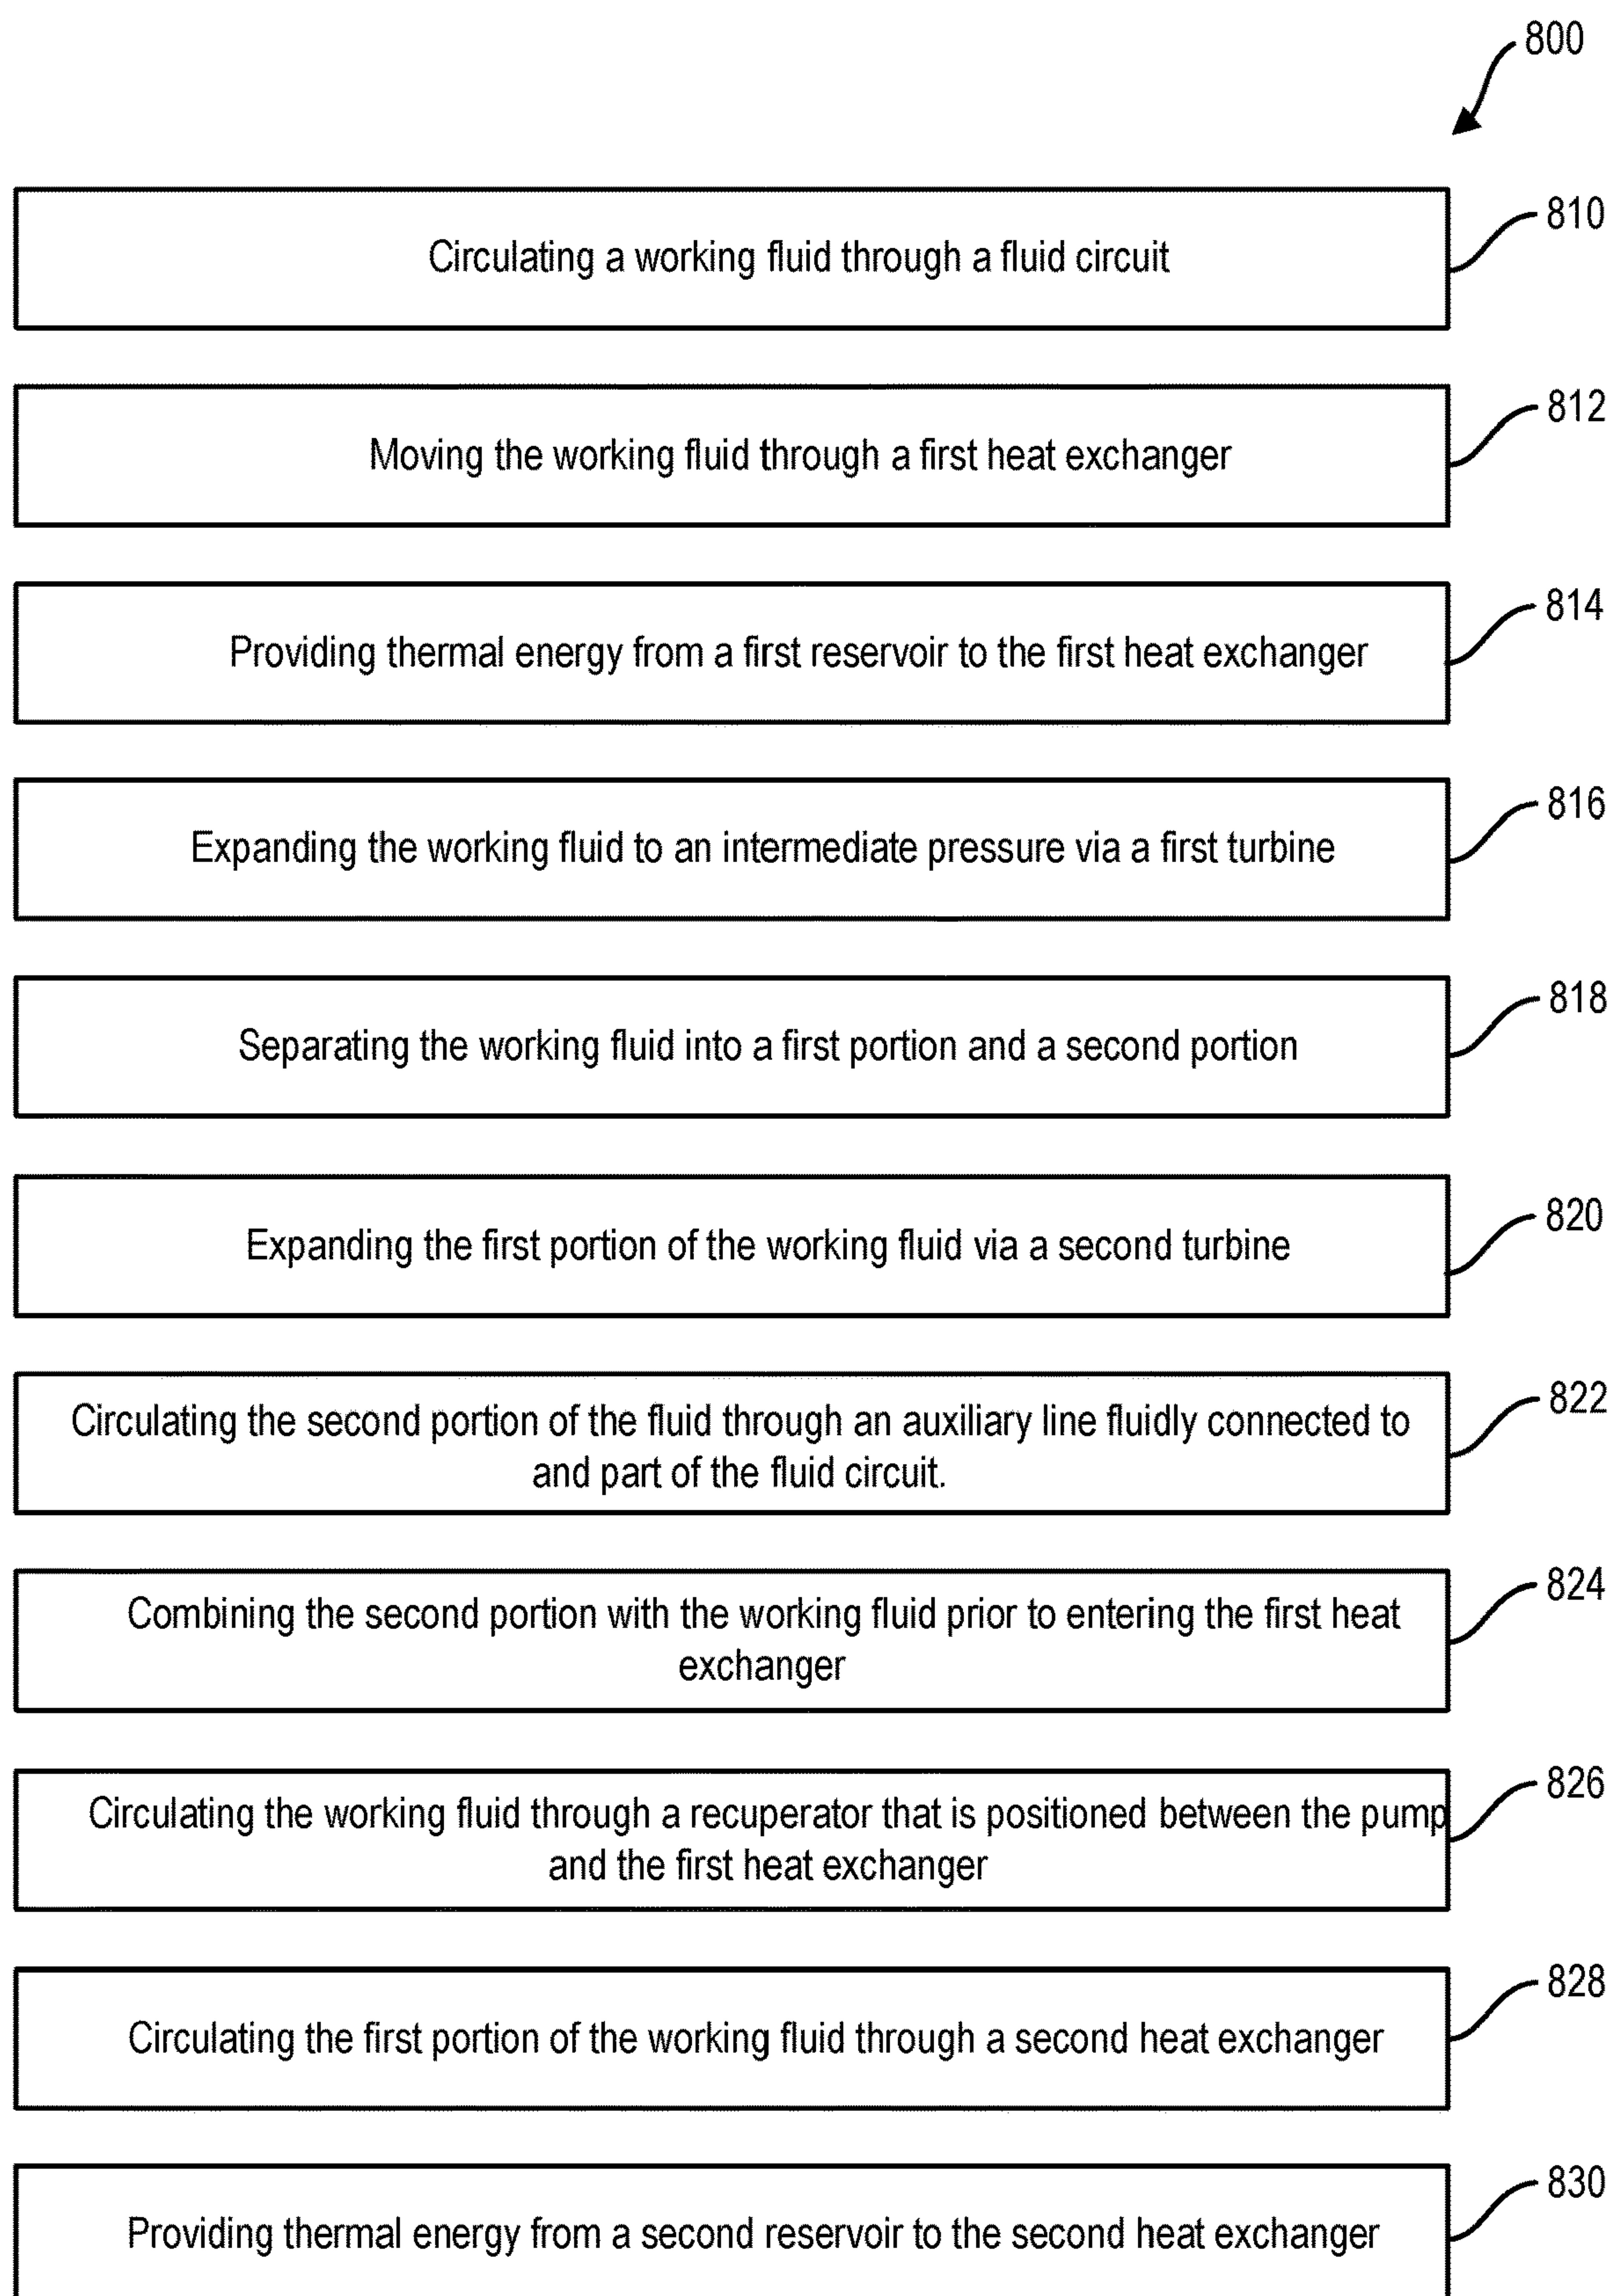 800
Circulating a working fluid through a fluid circuit
810
Moving the working fluid through a first heat exchanger
812
Providing thermal energy from a first reservoir to the first heat exchanger
814
Expanding the working fluid to an intermediate pressure via a first turbine
816
Separating the working fluid into a first portion and a second portion
818
Expanding the first portion of the working fluid via a second turbine
820
Circulating the second portion of the fluid through an auxiliary line fluidly connected to
and part of the fluid circuit.
822
Combining the second portion with the working fluid prior to entering the first heat
exchanger
824
Circulating the working fluid through a recuperator that is positioned between the pump
and the first heat exchanger
826
Circulating the first portion of the working fluid through a second heat exchanger
828
Providing thermal energy from a second reservoir to the second heat exchanger
830